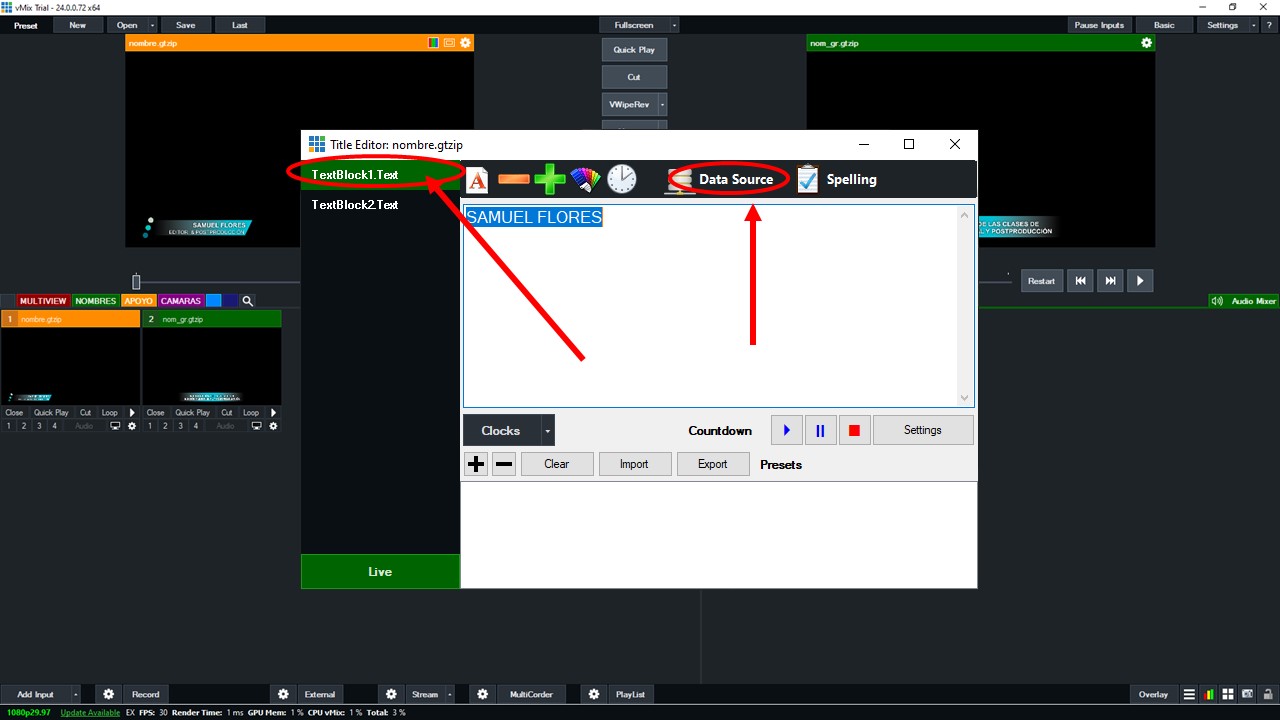 vMix Trial - 24.0.0.72 x64
Preset New Open Save Last Fullscreen Pause Inputs Basic Settings ?
nombre.gtzip
nom_gr.gtzip
Quick Play
Cut
VWipeRev
Title Editor: nombre.gtzip
TextBlock1.Text
TextBlock2.Text
A Data Source Spelling
SAMUEL FLORES
SAMUEL FLORES
EDITOR & POSTPRODUCCIÓN
DE LAS CLASES DE
L Y POSTPRODUCCIÓN
Restart
MULTIVIEW NOMBRES APOYO CAMARAS
Audio Mixer
1 nombre.gtzip
2 nom_gr.gtzip
Close Quick Play Cut Loop Close Quick Play Cut Loop
1 2 3 4 Audio 1 2 3 4 Audio
Clocks Countdown Settings
Clear Import Export Presets
Live
Add Input Record External Stream MultiCorder PlayList Overlay
1080p29.97 Update Available EX FPS: 30 Render Time: 1 ms GPU Mem: 1 % CPU vMix: 1 % Total: 3 %